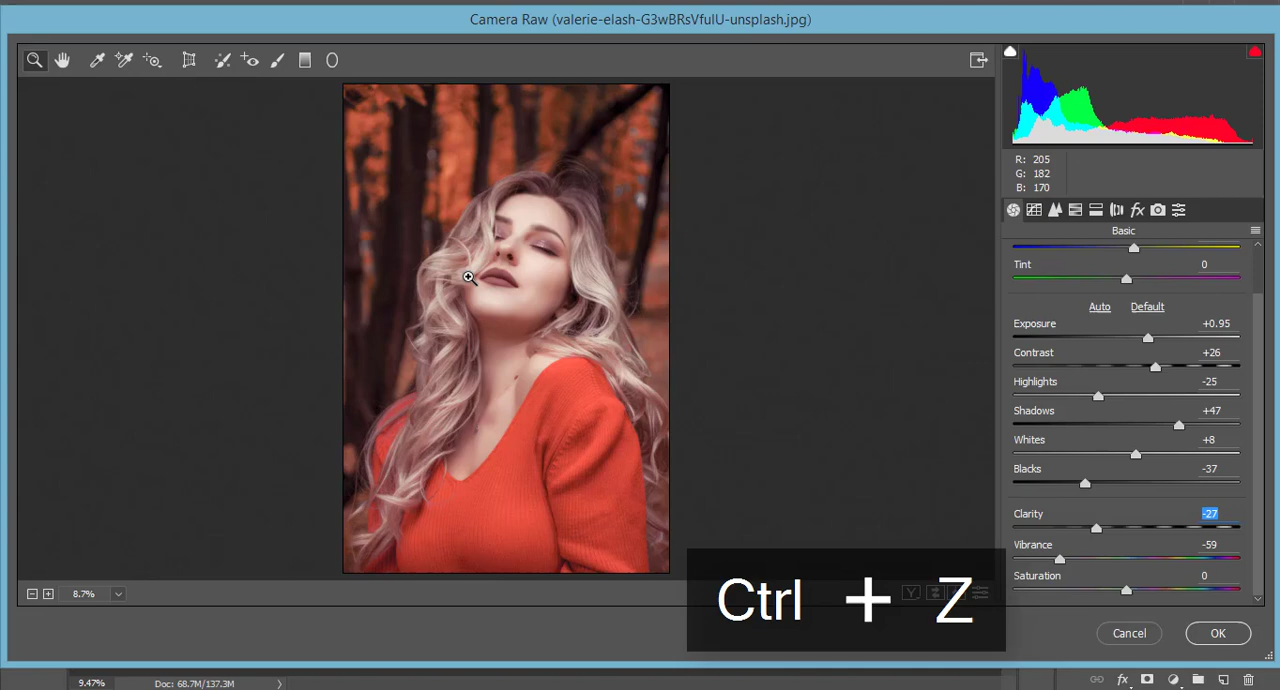 Camera Raw (valerie-elash-G3wBRsVfulU-unsplash.jpg)
R: 205
G: 182
B: 170
fx
Basic
Tint 0
Auto Default
Exposure +0.95
Contrast +26
Highlights -25
Shadows +47
Whites +8
Blacks -37
Clarity -27
Vibrance -59
Saturation 0
8.7%
Y
Ctrl + Z
Cancel OK
9.47% Doc: 68.7M/137.3M
fx